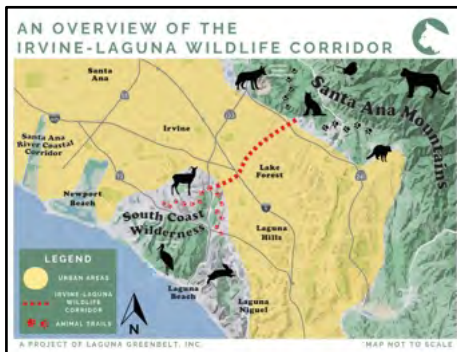 AN OVERVIEW OF THE
IRVINE-LAGUNA WILDLIFE CORRIDOR
Santa
Ana
Santa Ana Mountains
Irvine
Santa Ana
River Coastal
Corridor
Lake
Forest
Newport
Beach
South Coast
Wilderness
Laguna
Hills
LEGEND
URBAN AREAS
IRVINE-LAGUNA
WILDLIFE
CORRIDOR
ANIMAL TRAILS
N
Laguna
Beach
Laguna
Niguel
A PROJECT OF LAGUNA GREENBELT, INC.
*MAP NOT TO SCALE